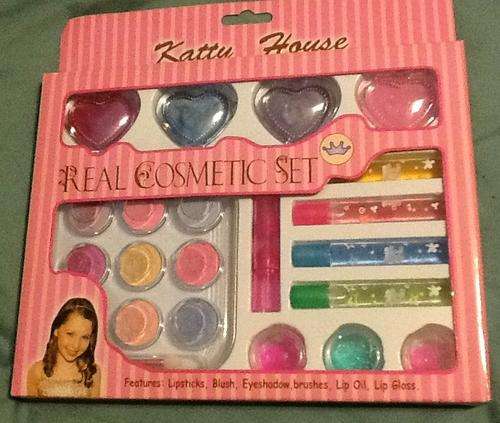 Kattu House
REAL COSMETIC SET
Features: Lipsticks, Blush, Eyeshadow, brushes, Lip Oil, Lip Gloss.